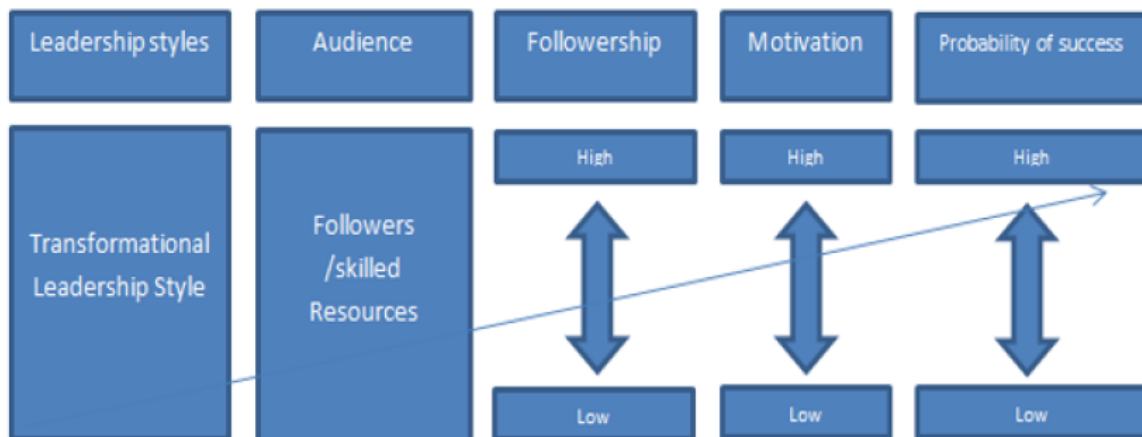 Leadership styles
Audience
Followership
Motivation
Probability of success
Transformational
Leadership Style
Followers
/skilled
Resources
High
High
High
Low
Low
Low